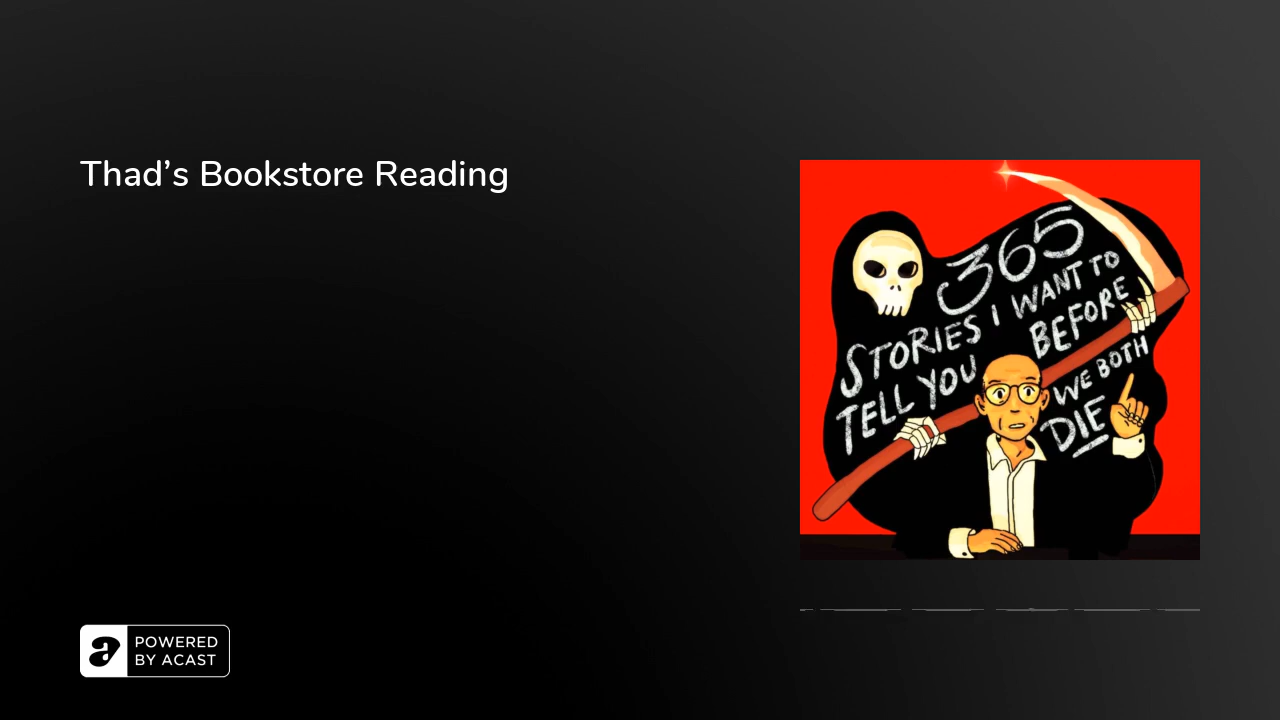 Thad’s Bookstore Reading
365
STORIES I WANT TO
TELL YOU BEFORE
WE BOTH
DIE
a POWERED
BY ACAST